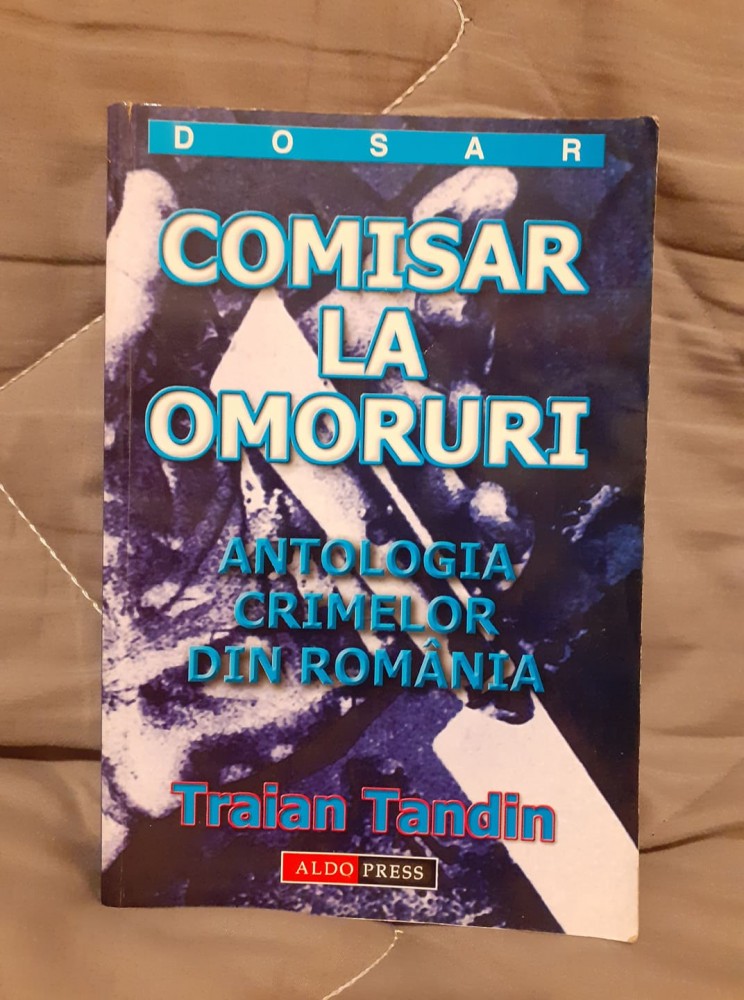 DOSAR
COMISAR
LA
OMORURI
ANTOLOGIA
CRIMELOR
DIN ROMÂNIA
Traian Tandin
ALDO PRESS